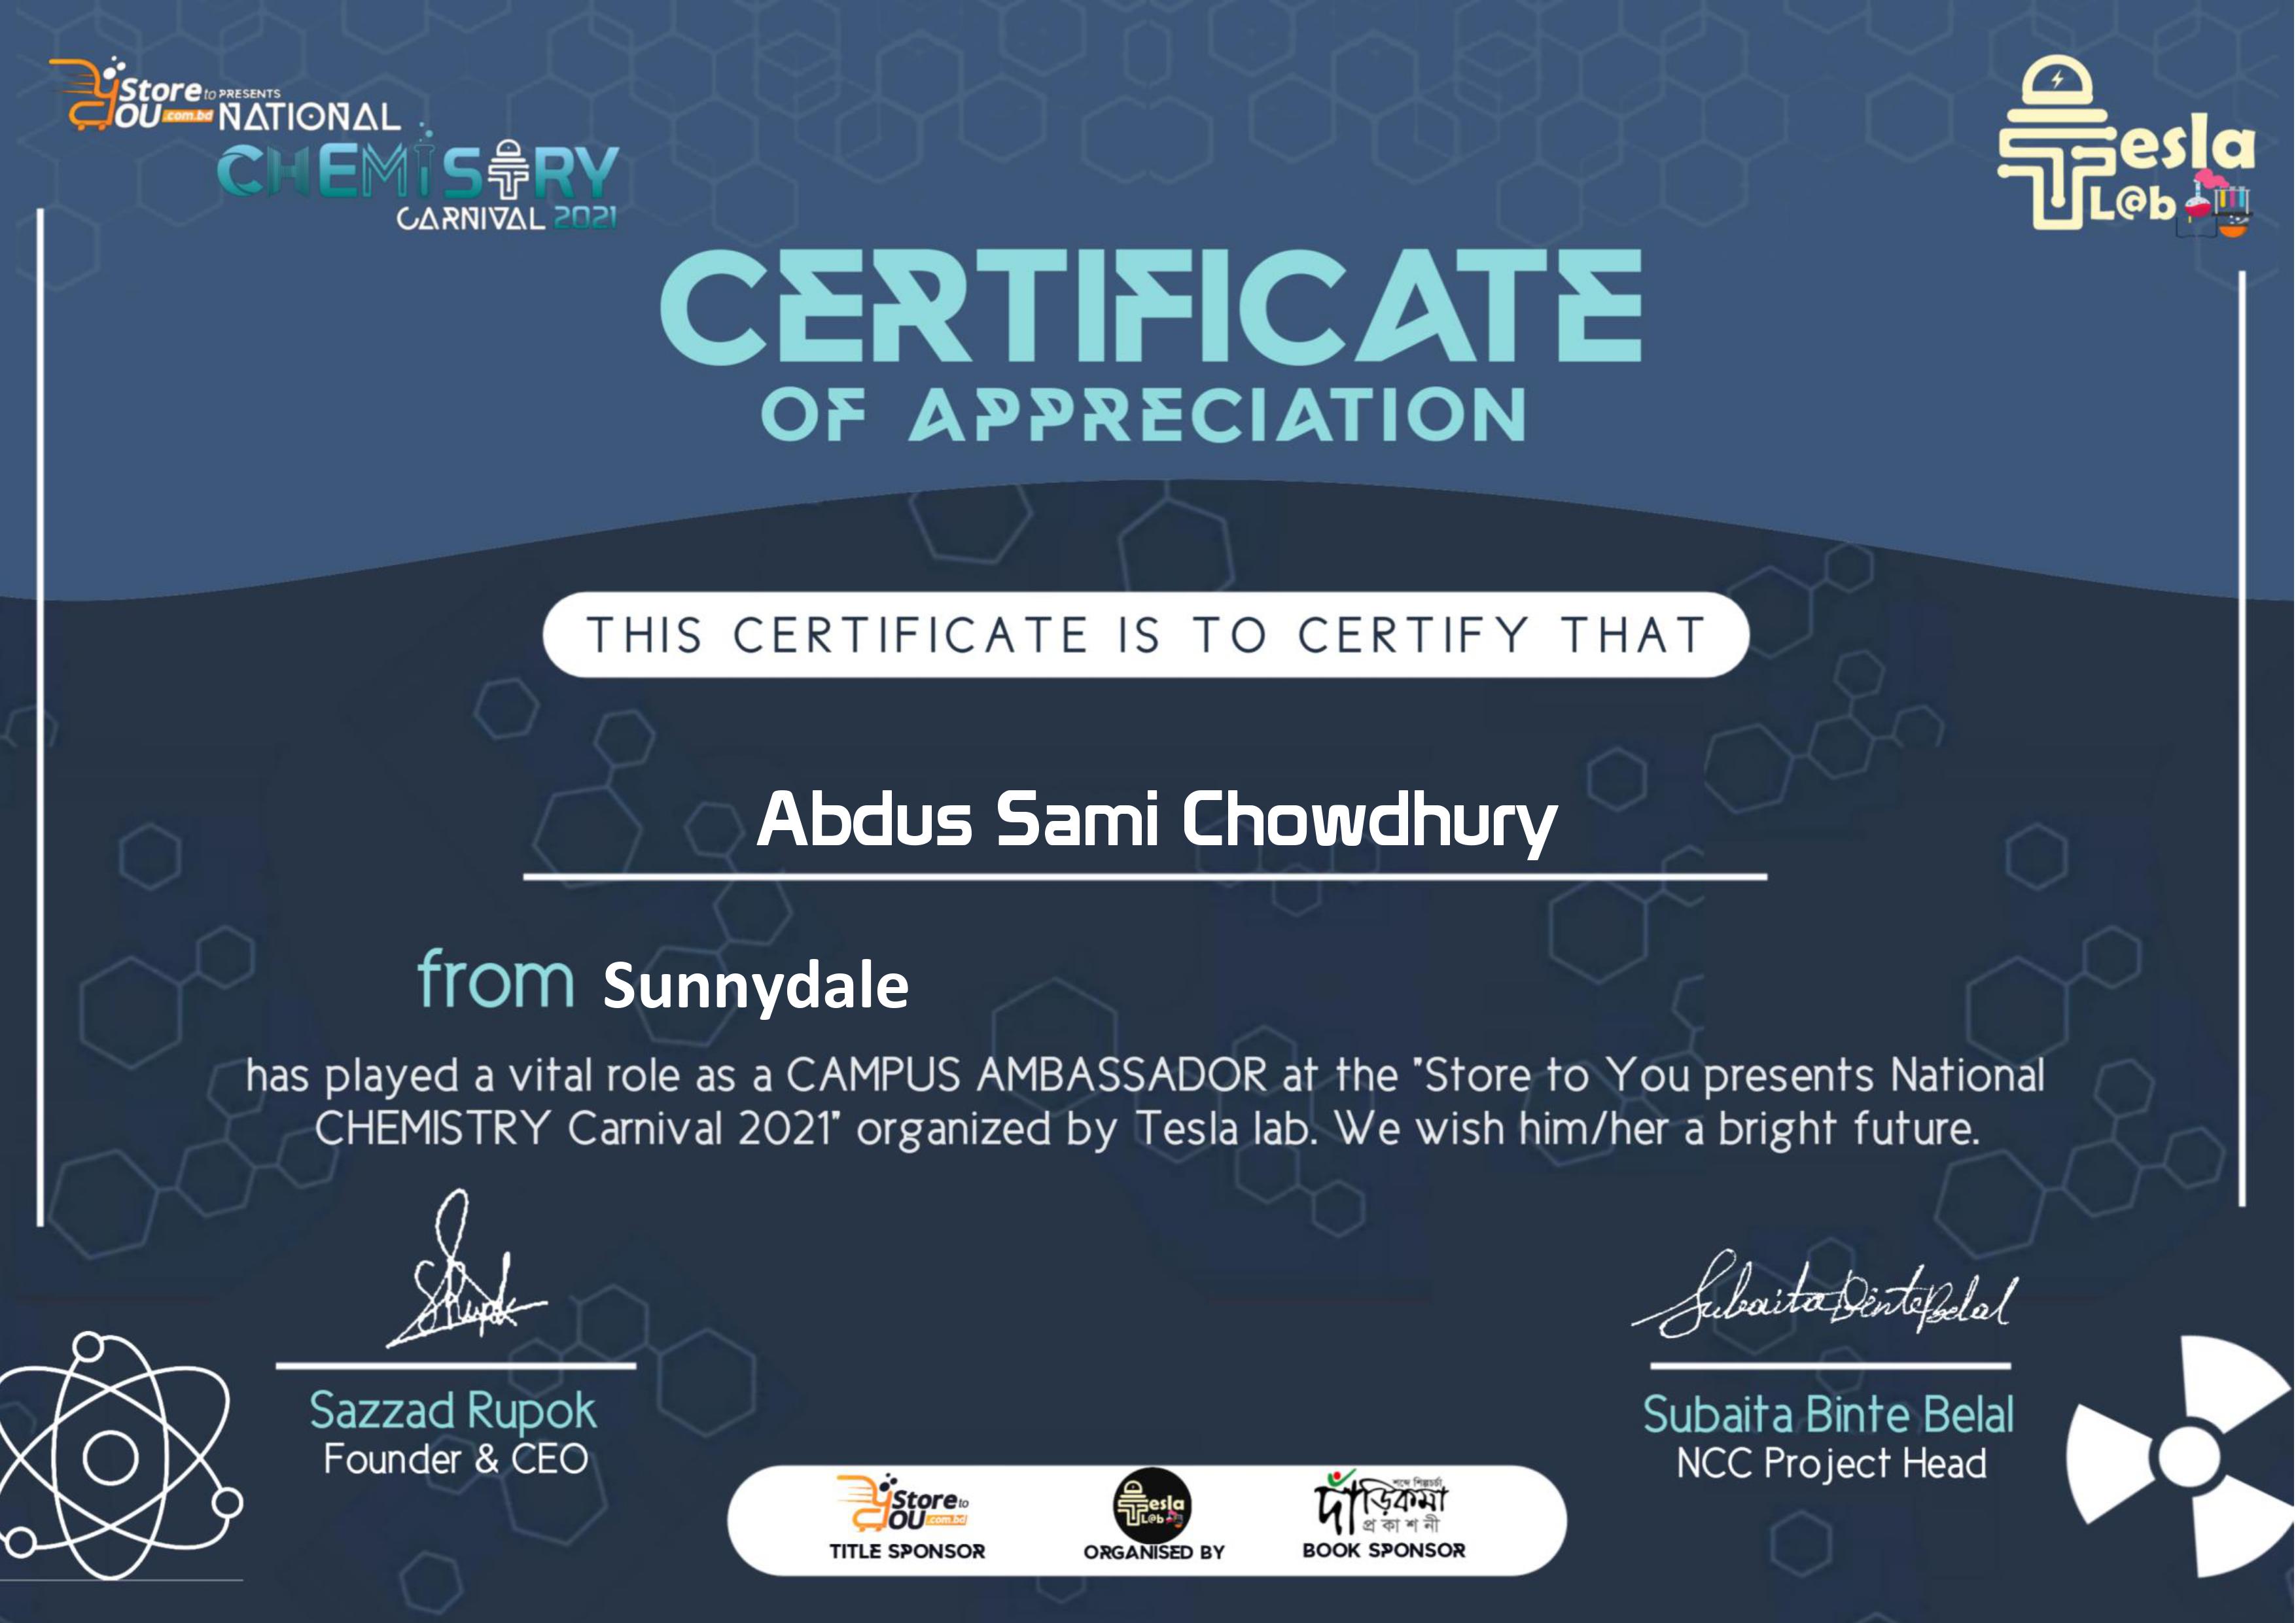 Store to PRESENTS
YOU .com.bd NATIONAL
CHEMISTRY
CARNIVAL 2021
Tesla
L@b
CERTIFICATE
OF APPRECIATION
THIS CERTIFICATE IS TO CERTIFY THAT
Abdus Sami Chowdhury
from Sunnydale
has played a vital role as a CAMPUS AMBASSADOR at the "Store to You presents National
CHEMISTRY Carnival 2021" organized by Tesla lab. We wish him/her a bright future.
Subaita Binte Belal
Sazzad Rupok
Founder & CEO
Subaita Binte Belal
NCC Project Head
Store to
YOU .com.bd
TITLE SPONSOR
Tesla
L@b
ORGANISED BY
শব্দে শিল্পচর্চা
দাঁড়িকমা
প্রকাশনী
BOOK SPONSOR